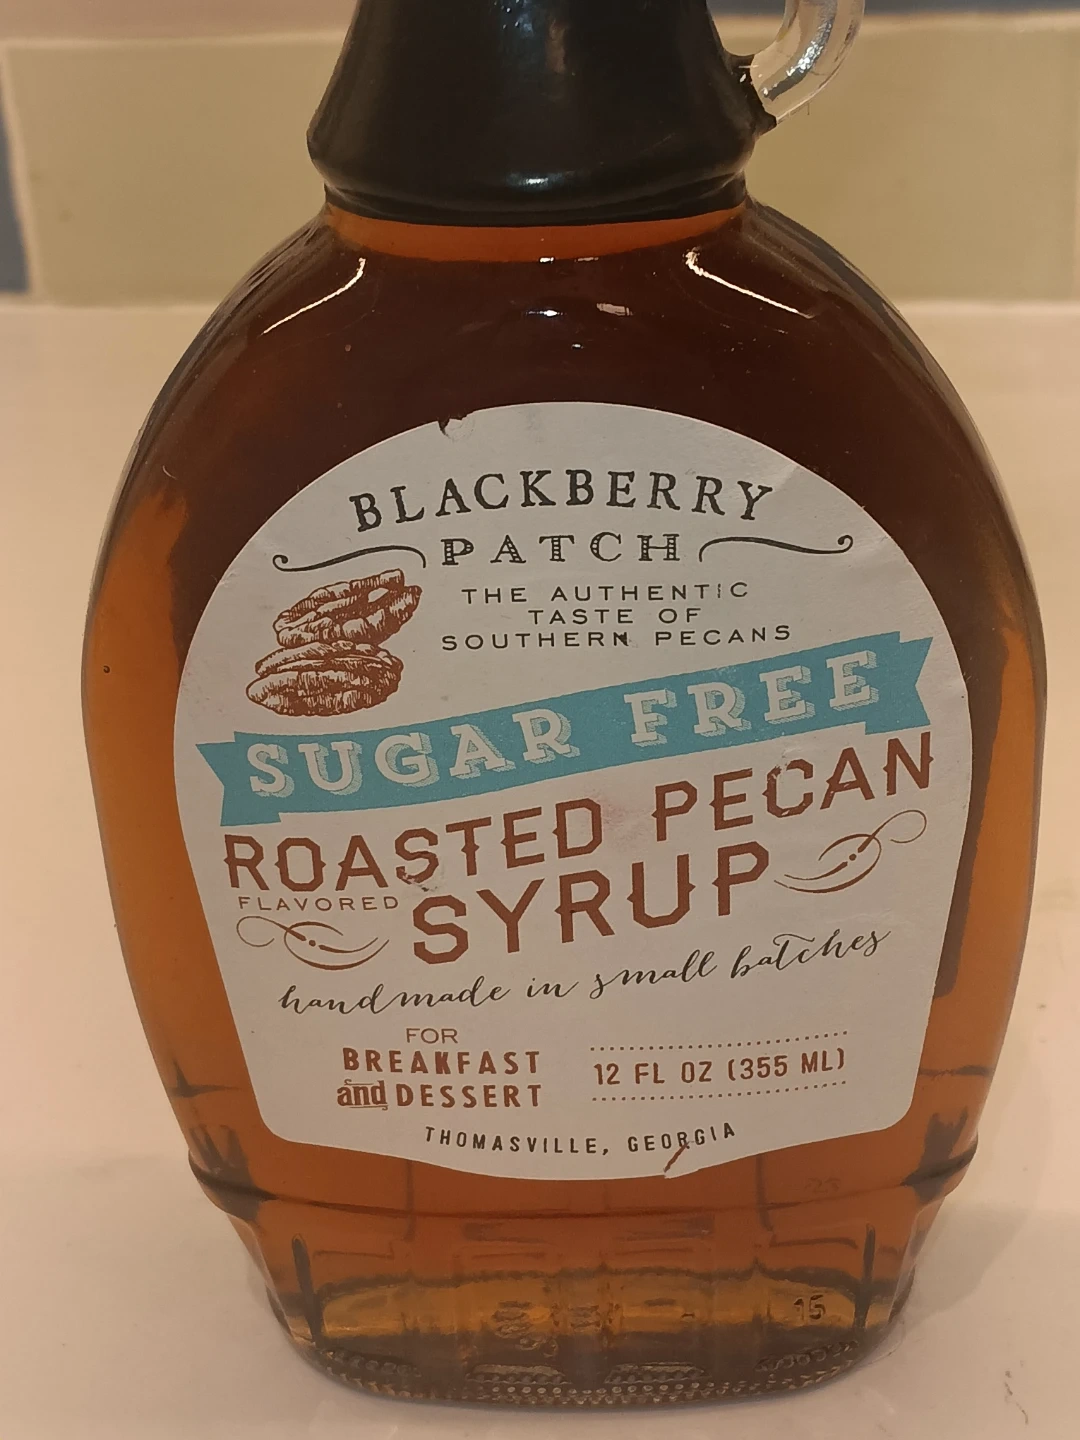 BLACKBERRY
PATCH
THE AUTHENTIC
TASTE OF
SOUTHERN PECANS
SUGAR FREE
ROASTED PECAN
FLAVORED SYRUP
handmade in small batches
FOR
BREAKFAST
and DESSERT
12 FL OZ (355 ML)
THOMASVILLE, GEORGIA
15